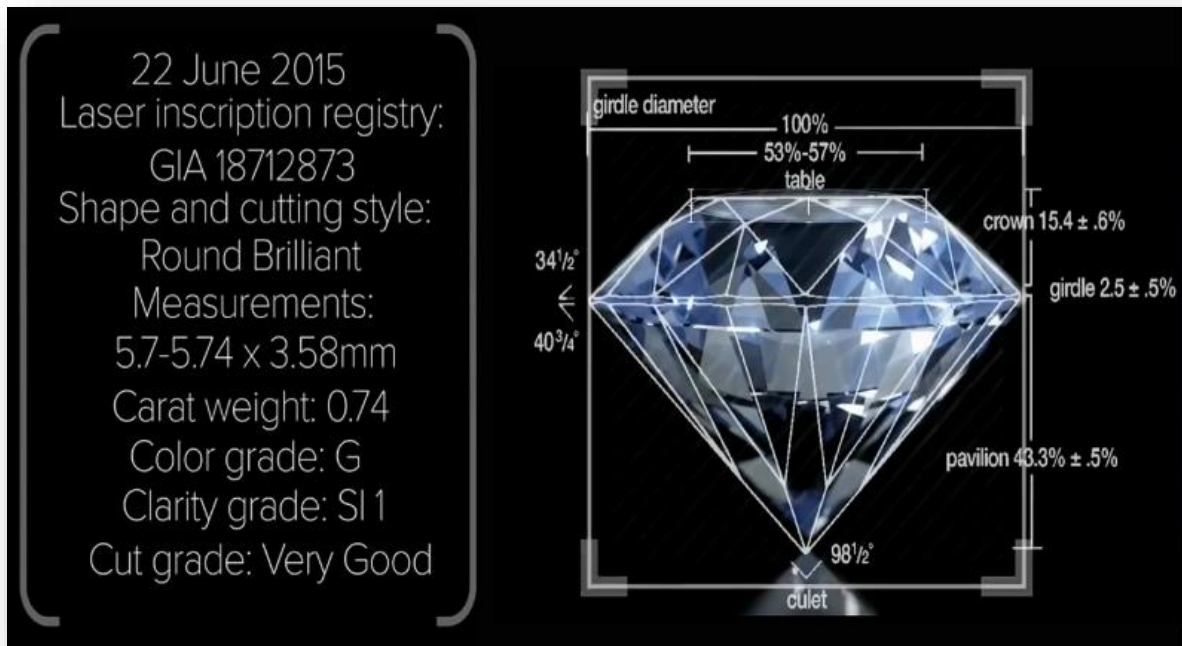 22 June 2015
Laser inscription registry:
GIA 18712873
Shape and cutting style:
Round Brilliant
Measurements:
5.7-5.74 x 3.58mm
Carat weight: 0.74
Color grade: G
Clarity grade: SI 1
Cut grade: Very Good
girdle diameter
100%
53%-57%
table
crown 15.4 ± .6%
34½°
girdle 2.5 ± .5%
40¾°
pavilion 43.3% ± .5%
98½°
culet